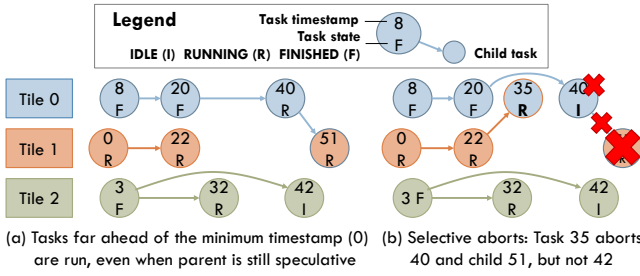 Legend
Task timestamp
Task state
8
F
IDLE (I) RUNNING (R) FINISHED (F)
Child task
Tile 0
8
F
20
F
40
R
8
F
20
F
35
R
40
I
Tile 1
0
R
22
R
51
R
0
R
22
R
R
Tile 2
3
F
32
R
42
I
3 F
32
R
42
I
(a) Tasks far ahead of the minimum timestamp (0)
are run, even when parent is still speculative
(b) Selective aborts: Task 35 aborts
40 and child 51, but not 42